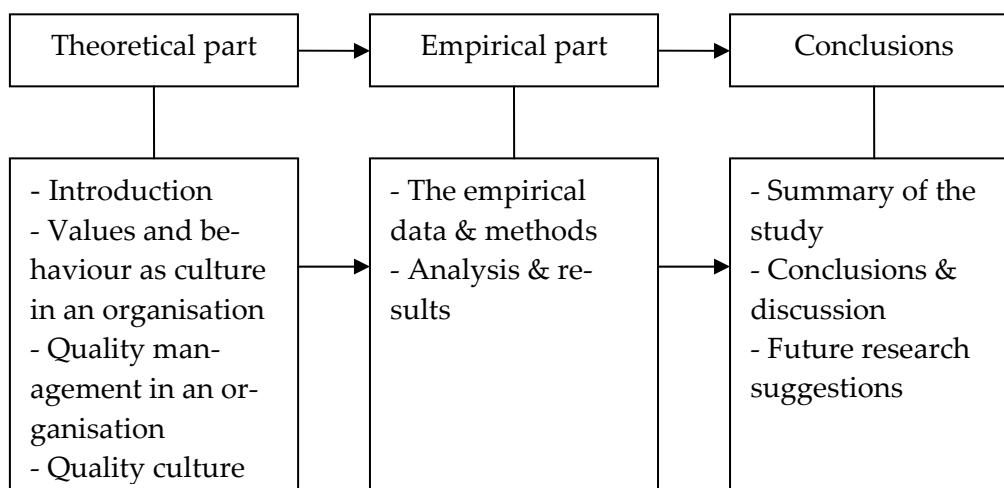 Theoretical part
Empirical part
Conclusions
- Introduction
- Values and be-
haviour as culture
in an organisation
- Quality man-
agement in an or-
ganisation
- Quality culture
- The empirical
data & methods
- Analysis & re-
sults
- Summary of the
study
- Conclusions &
discussion
- Future research
suggestions